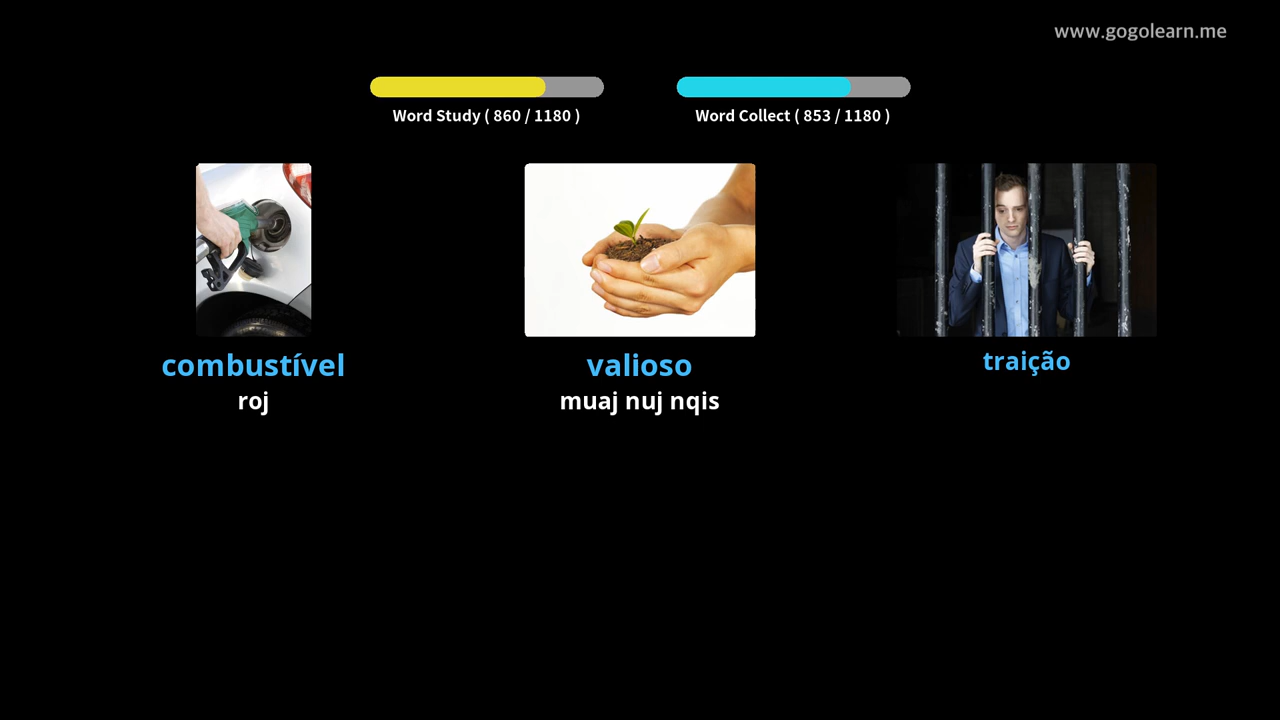 www.gogolearn.me
Word Study ( 860 / 1180 )
Word Collect ( 853 / 1180 )
combustível
roj
valioso
muaj nuj nqis
traição